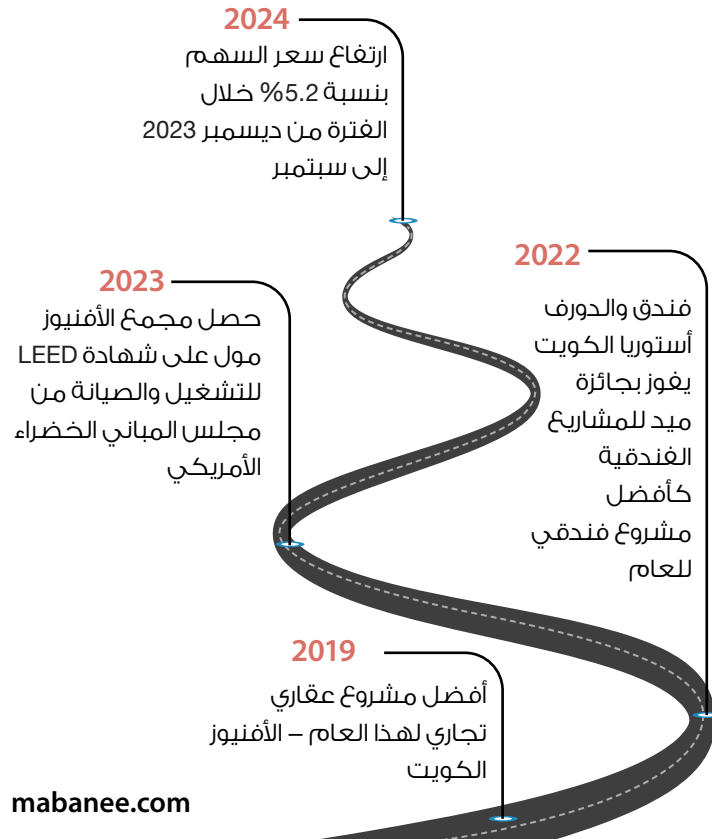 2024
ارتفاع سعر السهم
بنسبة 5.2% خلال
الفترة من ديسمبر 2023
إلى سبتمبر
2022
فندق والدورف
أستوريا الكويت
يفوز بجائزة
ميد للمشاريع
الفندقية
كأفضل
مشروع فندقي
للعام
2023
حصل مجمع الأفنيوز
مول على شهادة LEED
للتشغيل والصيانة من
مجلس المباني الخضراء
الأمريكي
2019
أفضل مشروع عقاري
تجاري لهذا العام – الأفنيوز
الكويت
mabanee.com